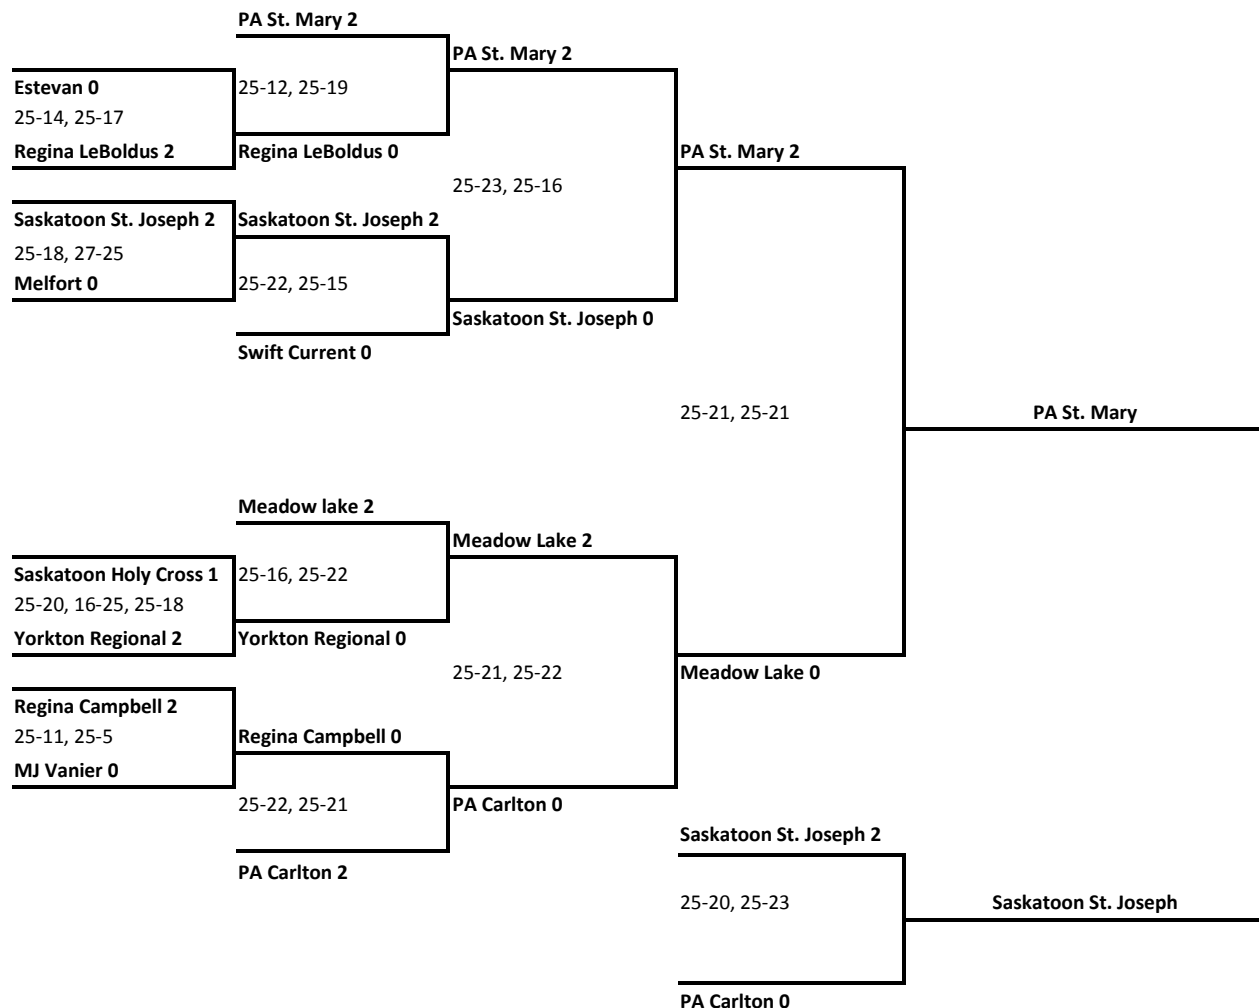 PA St. Mary 2
PA St. Mary 2
Estevan 0
25-12, 25-19
25-14, 25-17
Regina LeBoldus 2
Regina LeBoldus 0
PA St. Mary 2
25-23, 25-16
Saskatoon St. Joseph 2
Saskatoon St. Joseph 2
25-18, 27-25
Melfort 0
25-22, 25-15
Saskatoon St. Joseph 0
Swift Current 0
25-21, 25-21
PA St. Mary
Meadow lake 2
Meadow Lake 2
Saskatoon Holy Cross 1
25-16, 25-22
25-20, 16-25, 25-18
Yorkton Regional 2
Yorkton Regional 0
25-21, 25-22
Meadow Lake 0
Regina Campbell 2
25-11, 25-5
Regina Campbell 0
MJ Vanier 0
25-22, 25-21
PA Carlton 0
Saskatoon St. Joseph 2
PA Carlton 2
25-20, 25-23
Saskatoon St. Joseph
PA Carlton 0